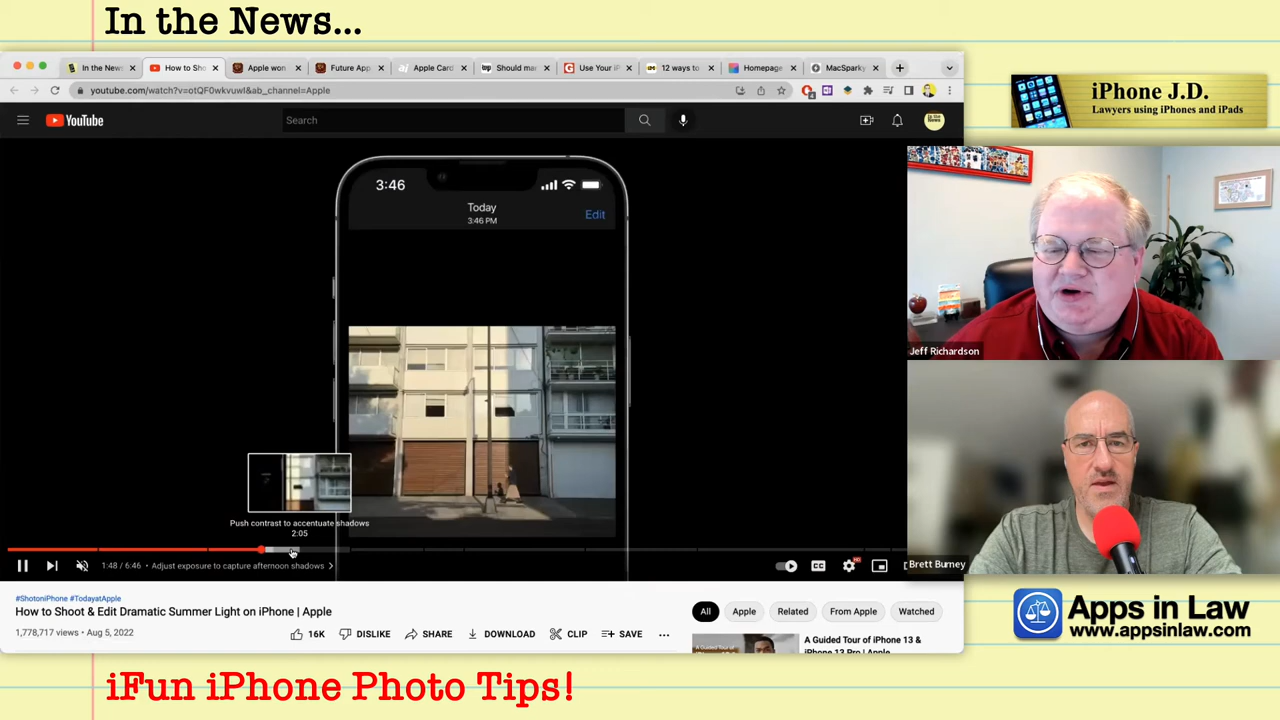 In the News...
In the News
How to Sho
Apple won
Future App
Apple Card
Should ma
Use Your iP
12 ways to
Homepage
MacSparky
youtube.com/watch?v=otQF0wkvuwI&ab_channel=Apple
YouTube
Search
iPhone J.D.
Lawyers using iPhones and iPads
3:46
Today
3:46 PM
Edit
Jeff Richardson
Push contrast to accentuate shadows
2:05
1:48 / 6:46 • Adjust exposure to capture afternoon shadows >
CC
HD
Brett Burney
#ShotoniPhone #TodayatApple
How to Shoot & Edit Dramatic Summer Light on iPhone | Apple
1,778,717 views • Aug 5, 2022
16K
DISLIKE
SHARE
DOWNLOAD
CLIP
SAVE
All
Apple
Related
From Apple
Watched
A Guided Tour of iPhone 13 &
iPhone 13 Pro | Apple
Apps in Law
www.appsinlaw.com
iFun iPhone Photo Tips!